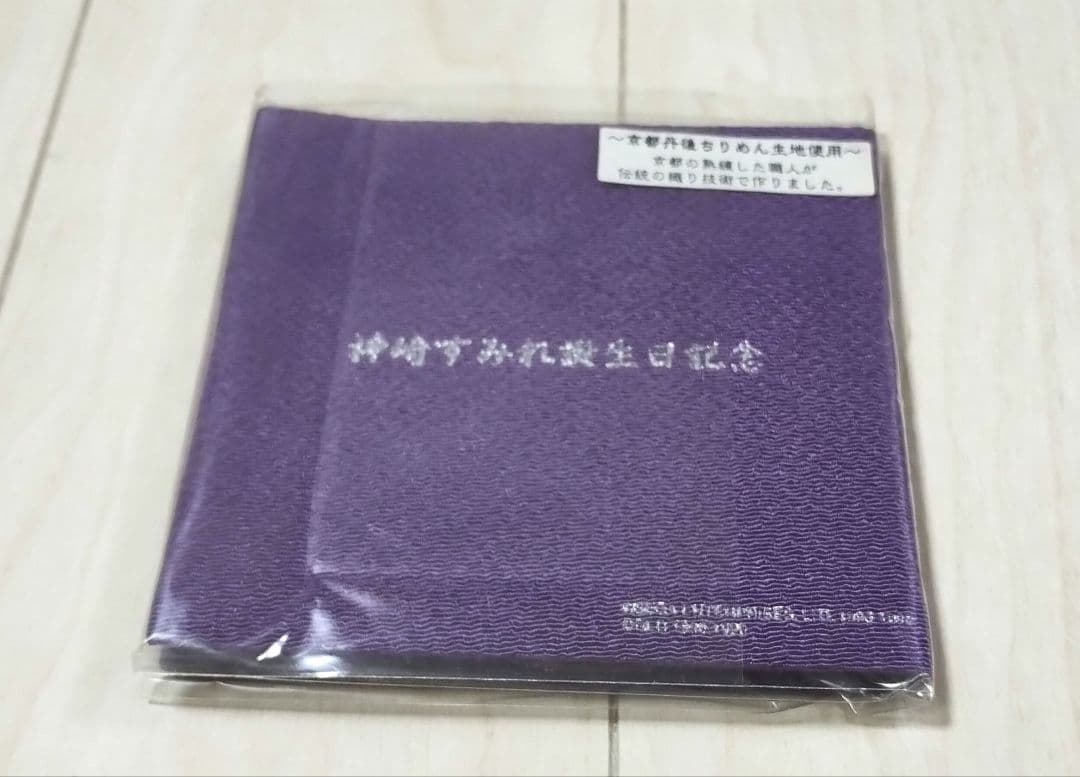 ～京都丹後ちりめん生地使用～
京都の熟練した職人が
伝統の織り技術で作りました。
神崎すみれ誕生日記念